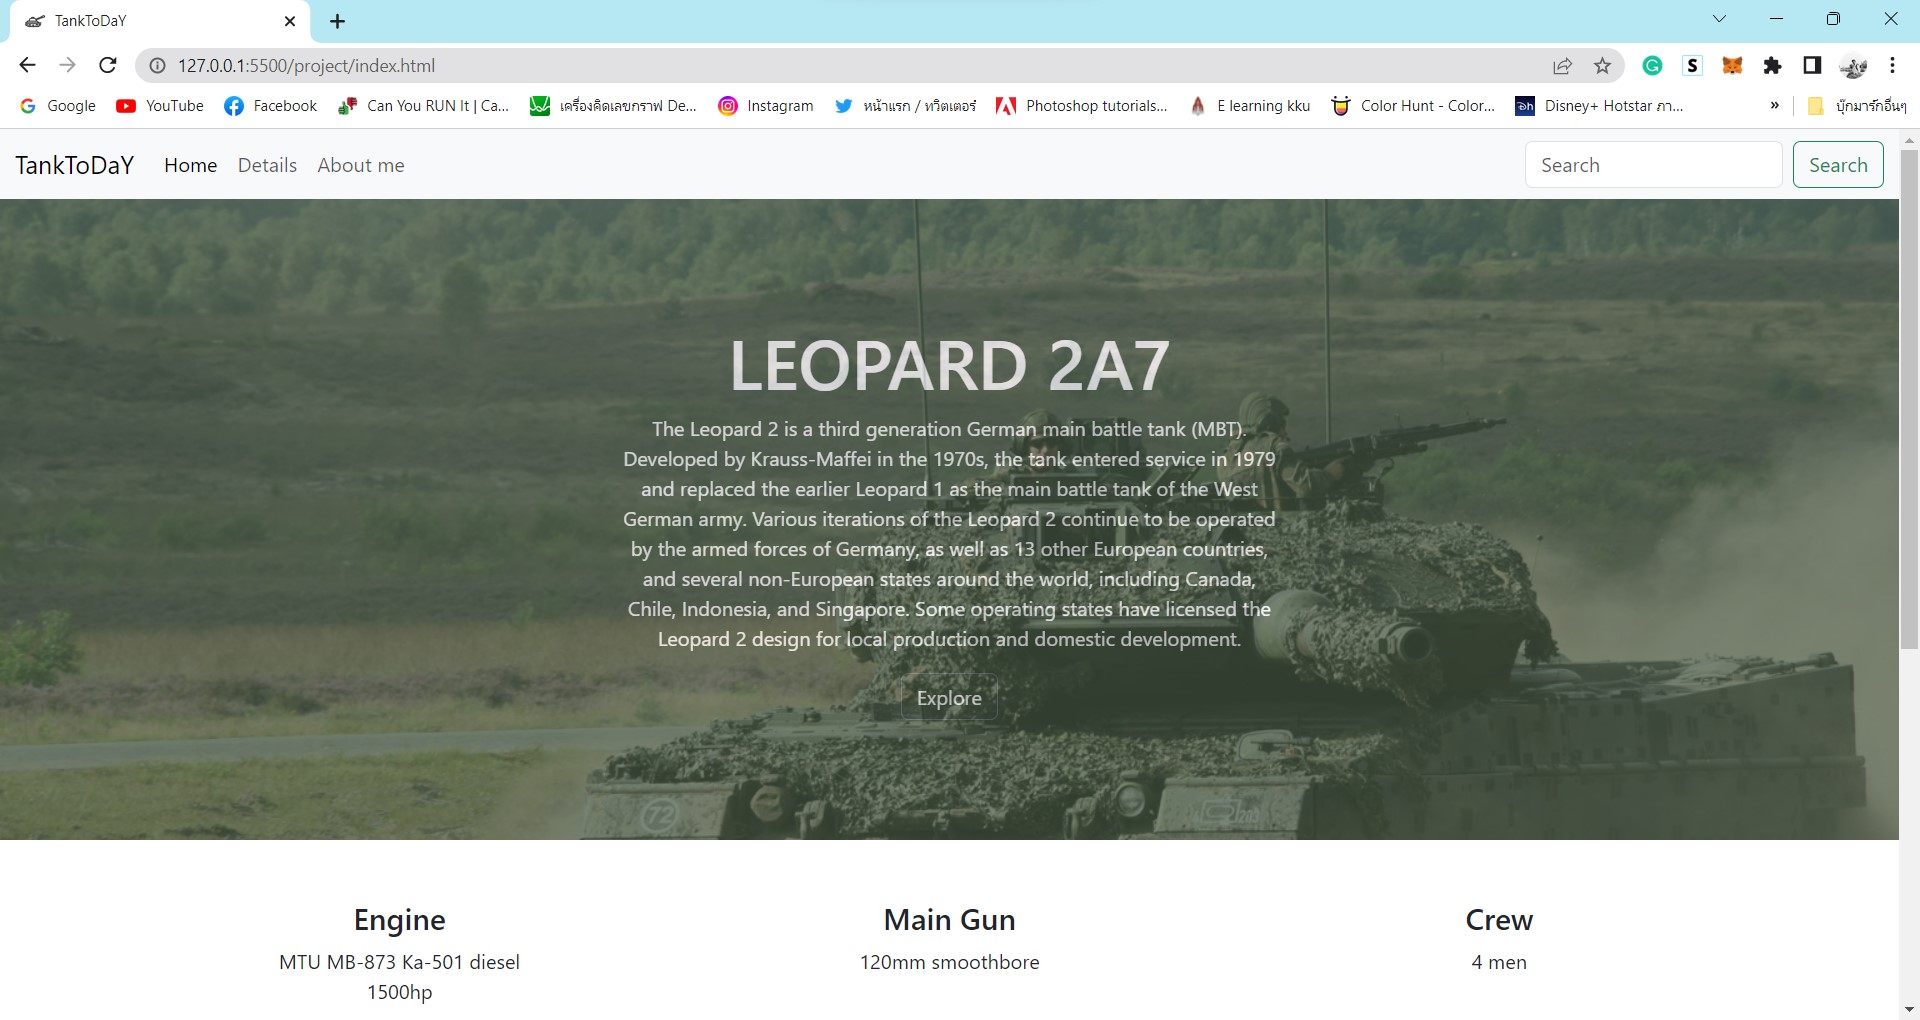 TankToDaY
127.0.0.1:5500/project/index.html
Google YouTube Facebook Can You RUN It | Ca... เครื่องคิดเลขกราฟ De... Instagram หน้าแรก / ทวิตเตอร์ Photoshop tutorials... E learning kku Color Hunt - Color... Disney+ Hotstar ภา... » บุ๊กมาร์กอื่นๆ
TankToDaY Home Details About me Search Search
LEOPARD 2A7
The Leopard 2 is a third generation German main battle tank (MBT).
Developed by Krauss-Maffei in the 1970s, the tank entered service in 1979
and replaced the earlier Leopard 1 as the main battle tank of the West
German army. Various iterations of the Leopard 2 continue to be operated
by the armed forces of Germany, as well as 13 other European countries,
and several non-European states around the world, including Canada,
Chile, Indonesia, and Singapore. Some operating states have licensed the
Leopard 2 design for local production and domestic development.
Explore
72
Engine Main Gun Crew
MTU MB-873 Ka-501 diesel 120mm smoothbore 4 men
1500hp